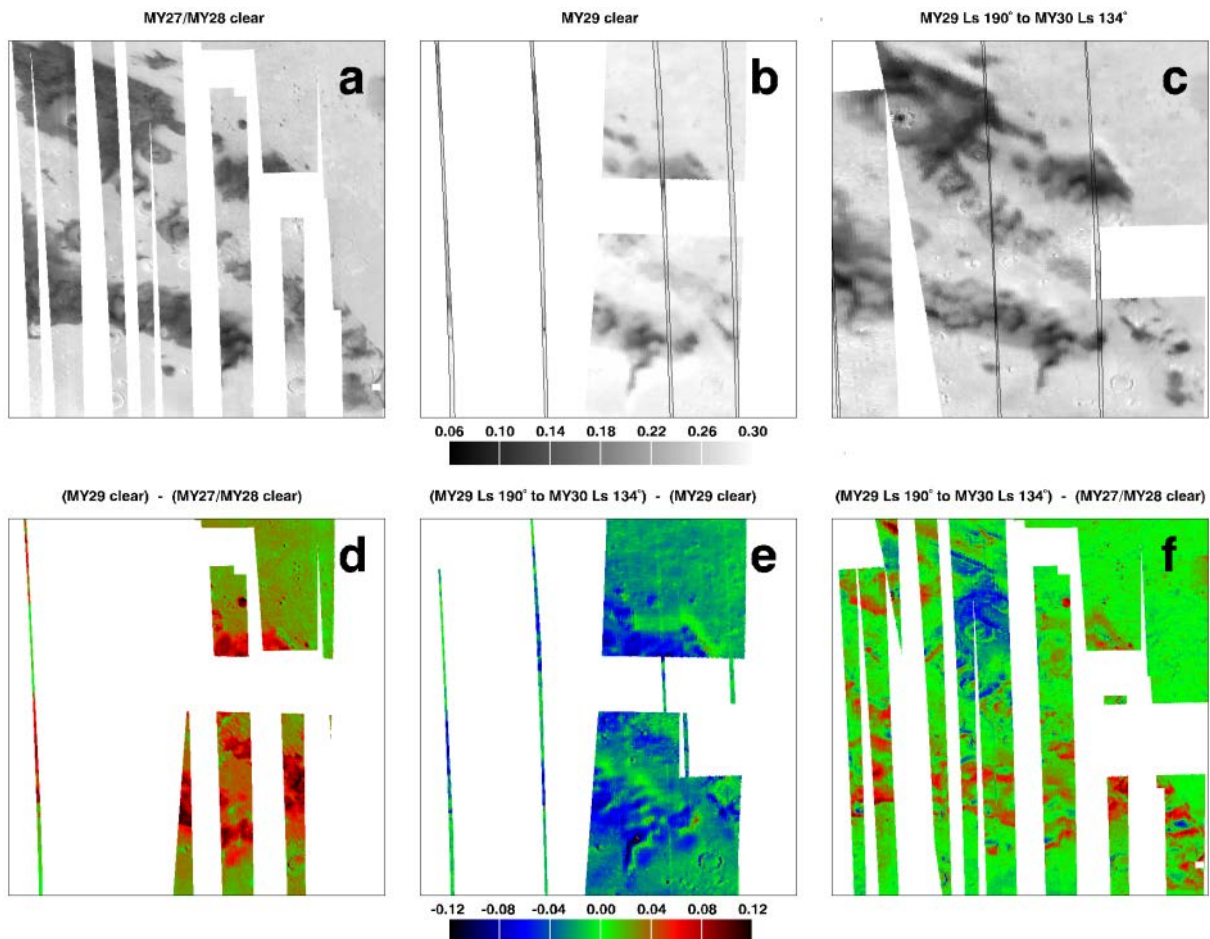 MY27/MY28 clear
MY29 clear
MY29 Ls 190° to MY30 Ls 134°
a
b
c
0.06 0.10 0.14 0.18 0.22 0.26 0.30
(MY29 clear) - (MY27/MY28 clear)
(MY29 Ls 190° to MY30 Ls 134°) - (MY29 clear)
(MY29 Ls 190° to MY30 Ls 134°) - (MY27/MY28 clear)
d
e
f
-0.12 -0.08 -0.04 0.00 0.04 0.08 0.12